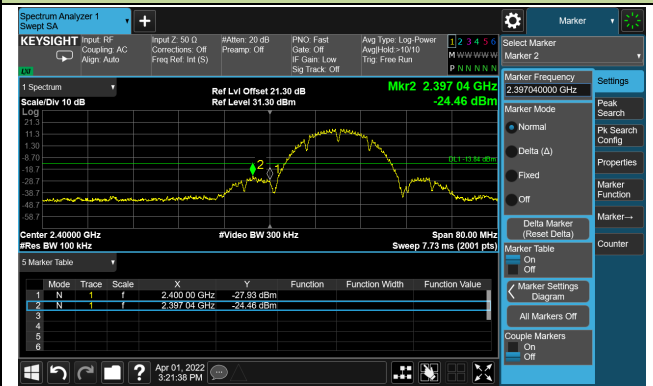 Spectrum Analyzer 1
Swept SA
Marker
KEYSIGHT
Input: RF
Coupling: AC
Align: Auto
Input Z: 50 Ω
Corrections: Off
Freq Ref: Int (S)
#Atten: 20 dB
Preamp: Off
PNO: Fast
Gate: Off
IF Gain: Low
Sig Track: Off
Avg Type: Log-Power
Avg|Hold:>10/10
Trig: Free Run
1 2 3 4 5 6
M W W W W W
P N N N N N
Select Marker
Marker 2
LXI
1 Spectrum
Scale/Div 10 dB
Ref Lvl Offset 21.30 dB
Ref Level 31.30 dBm
Mkr2 2.397 04 GHz
-24.46 dBm
Log
21.3
11.3
1.30
-8.70
-18.7
-28.7
-38.7
-48.7
-58.7
2
1
DL1 -13.84 dBm
Center 2.40000 GHz
#Res BW 100 kHz
#Video BW 300 kHz
Span 80.00 MHz
Sweep 7.73 ms (2001 pts)
5 Marker Table
Mode Trace Scale X Y Function Function Width Function Value
1 N 1 f 2.400 00 GHz -27.93 dBm
2 N 1 f 2.397 04 GHz -24.46 dBm
3
4
5
6
Marker Frequency
2.397040000 GHz
Marker Mode
Normal
Delta (Δ)
Fixed
Off
Delta Marker
(Reset Delta)
Marker Table
On
Off
Marker Settings
Diagram
All Markers Off
Couple Markers
On
Off
Settings
Peak
Search
Pk Search
Config
Properties
Marker
Function
Marker→
Counter
Apr 01, 2022
3:21:38 PM